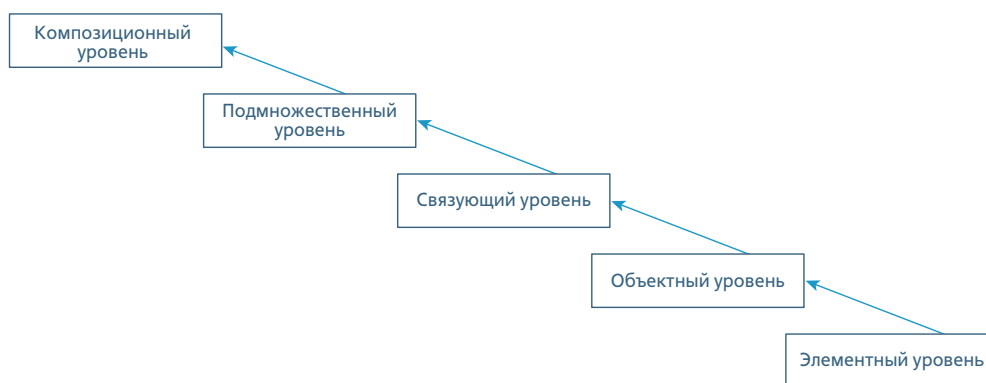 Композиционный
уровень
Подмножественный
уровень
Связующий уровень
Объектный уровень
Элементный уровень